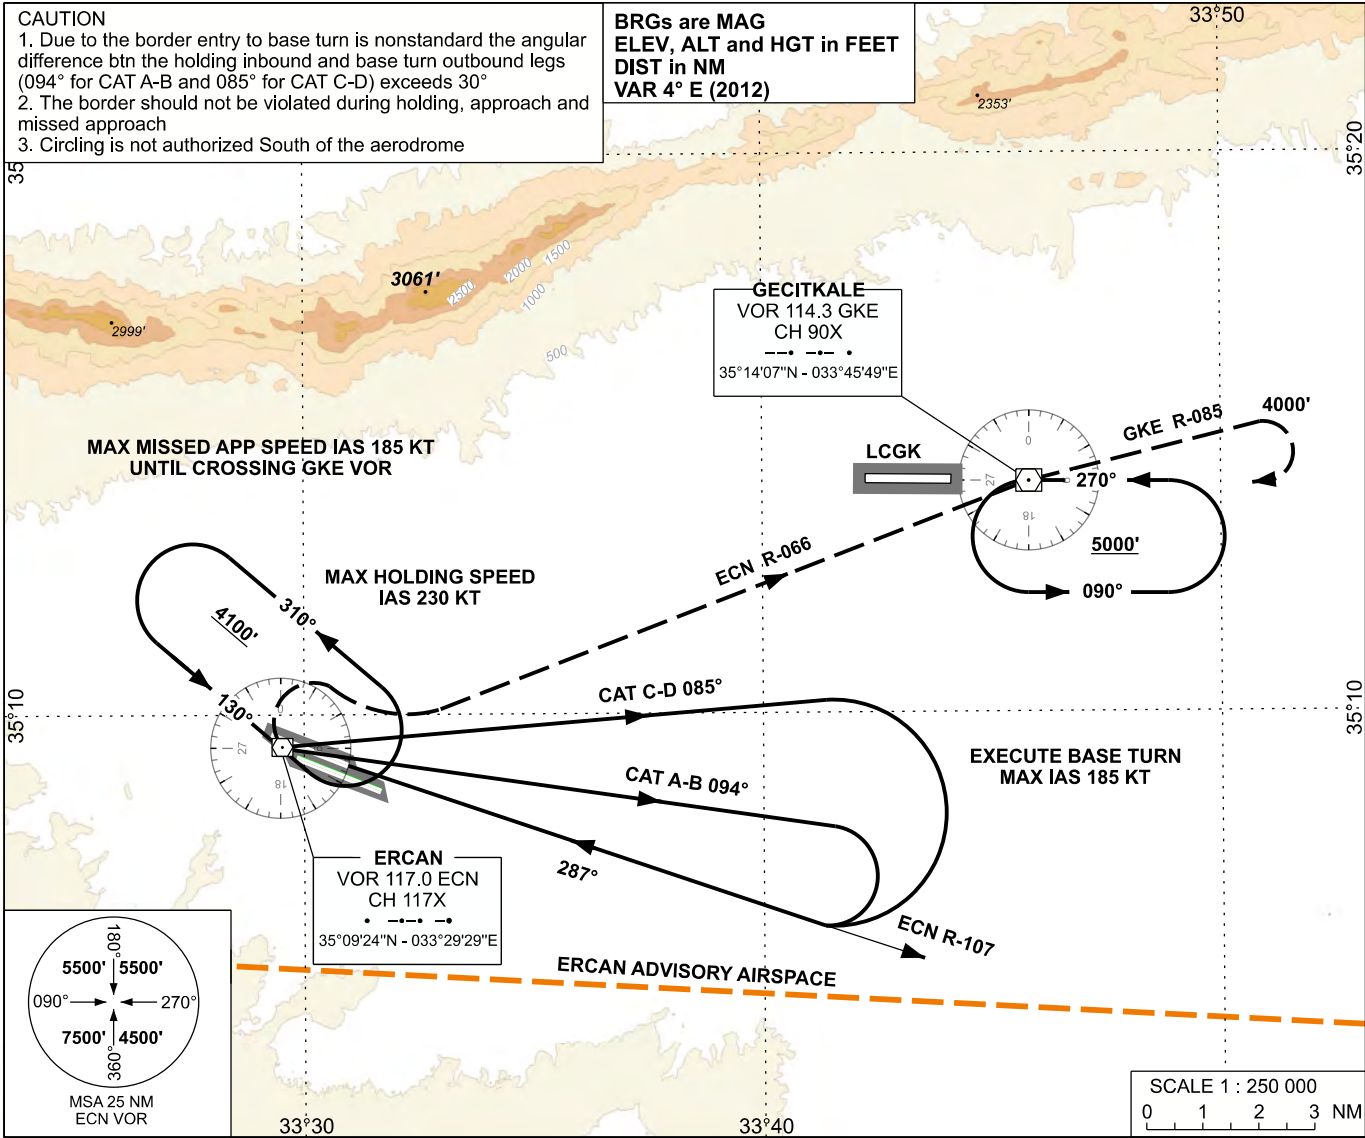 CAUTION
1. Due to the border entry to base turn is nonstandard the angular
difference btn the holding inbound and base turn outbound legs
(094° for CAT A-B and 085° for CAT C-D) exceeds 30°
2. The border should not be violated during holding, approach and
missed approach
3. Circling is not authorized South of the aerodrome
BRGs are MAG
ELEV, ALT and HGT in FEET
DIST in NM
VAR 4° E (2012)
33°50
2353'
35°20
35
3061'
2500
2000
1500
1000
500
2999'
GECITKALE
VOR 114.3 GKE
CH 90X
35°14'07"N - 033°45'49"E
MAX MISSED APP SPEED IAS 185 KT
UNTIL CROSSING GKE VOR
LCGK
GKE R-085
4000'
0
27
18
270°
5000'
090°
ECN R-066
MAX HOLDING SPEED
IAS 230 KT
310°
4100'
130°
35°10
0
27
18
CAT C-D 085°
35°10
CAT A-B 094°
EXECUTE BASE TURN
MAX IAS 185 KT
287°
ECN R-107
ERCAN
VOR 117.0 ECN
CH 117X
35°09'24"N - 033°29'29"E
ERCAN ADVISORY AIRSPACE
180°
5500' 5500'
090° 270°
7500' 4500'
360°
MSA 25 NM
ECN VOR
33°30
33°40
SCALE 1 : 250 000
0 1 2 3 NM